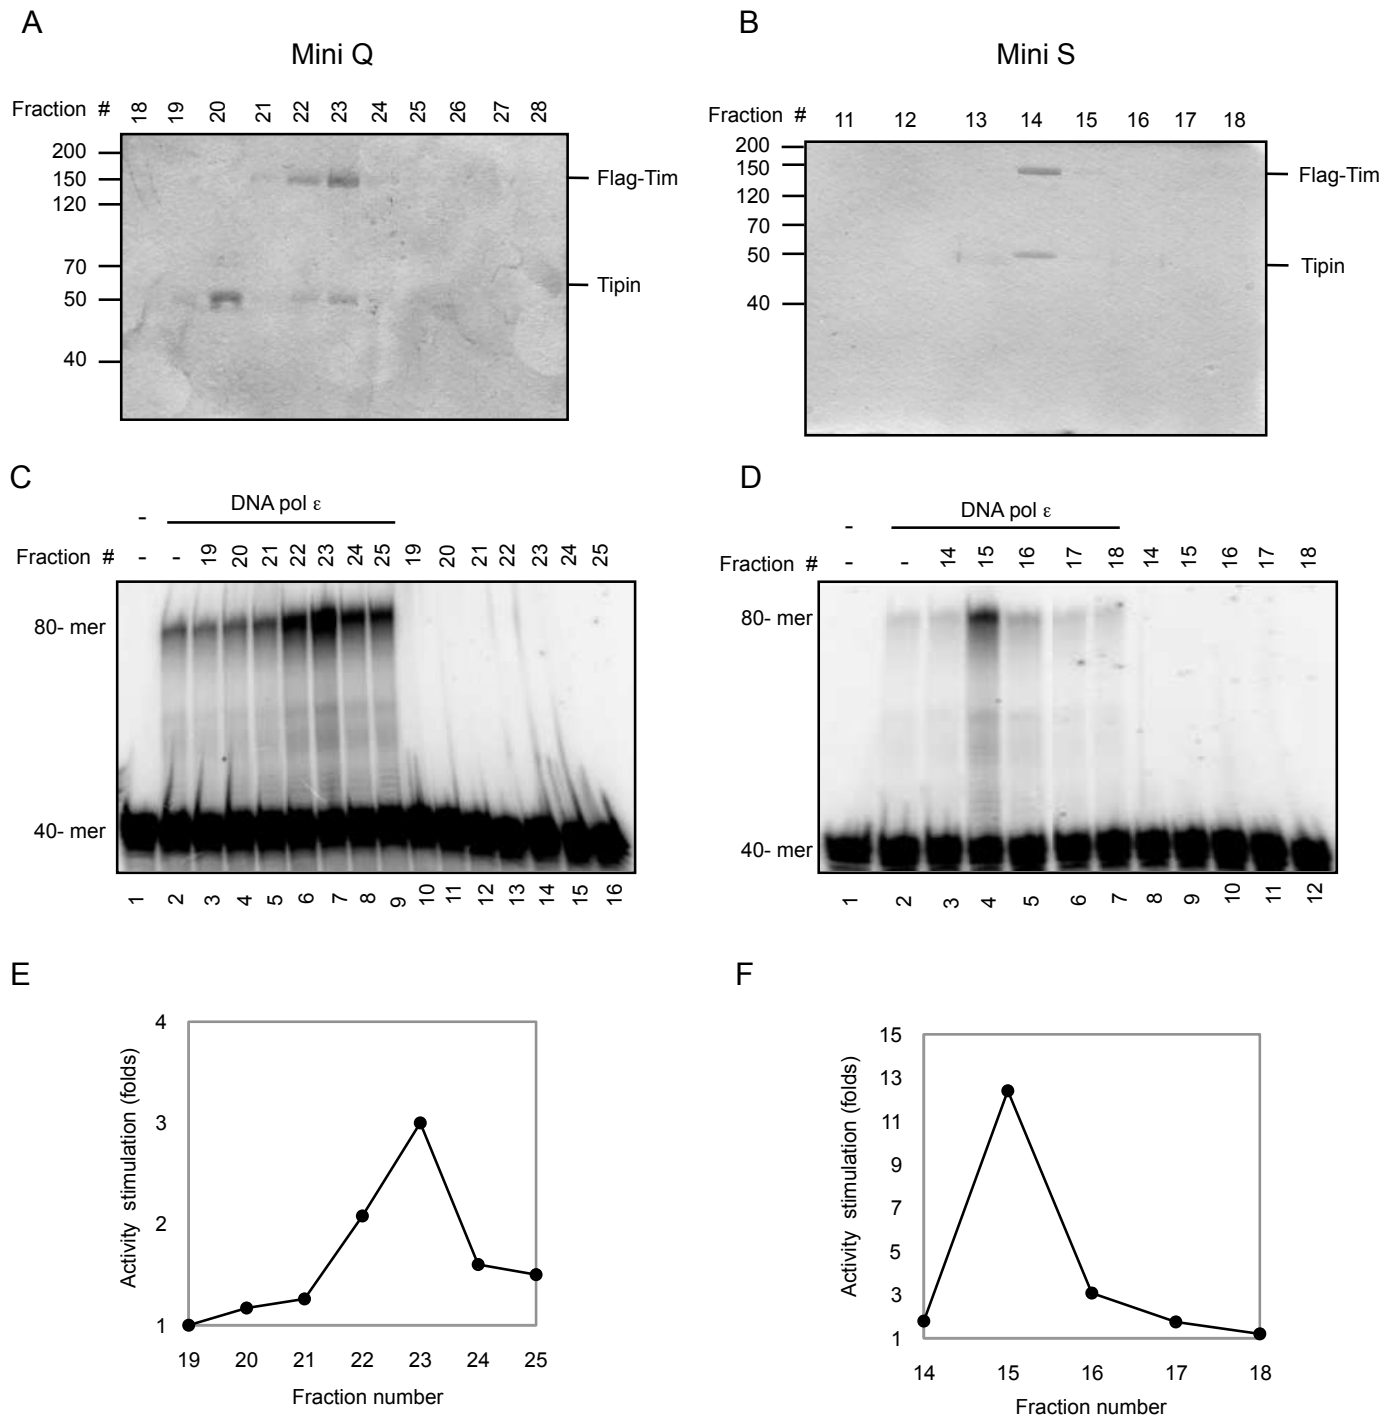 A
Mini Q
Fraction # 18 19 20 21 22 23 24 25 26 27 28
200
150
120
70
50
40
Flag-Tim
Tipin
B
Mini S
Fraction # 11 12 13 14 15 16 17 18
200
150
120
70
50
40
Flag-Tim
Tipin
C
- DNA pol ε
Fraction # - - 19 20 21 22 23 24 25 19 20 21 22 23 24 25
80- mer
40- mer
1 2 3 4 5 6 7 8 9 10 11 12 13 14 15 16
D
- DNA pol ε
Fraction # - - 14 15 16 17 18 14 15 16 17 18
80- mer
40- mer
1 2 3 4 5 6 7 8 9 10 11 12
E
Activity stimulation (folds)
4
3
2
1
19 20 21 22 23 24 25
Fraction number
F
Activity stimulation (folds)
15
13
11
9
7
5
3
1
14 15 16 17 18
Fraction number